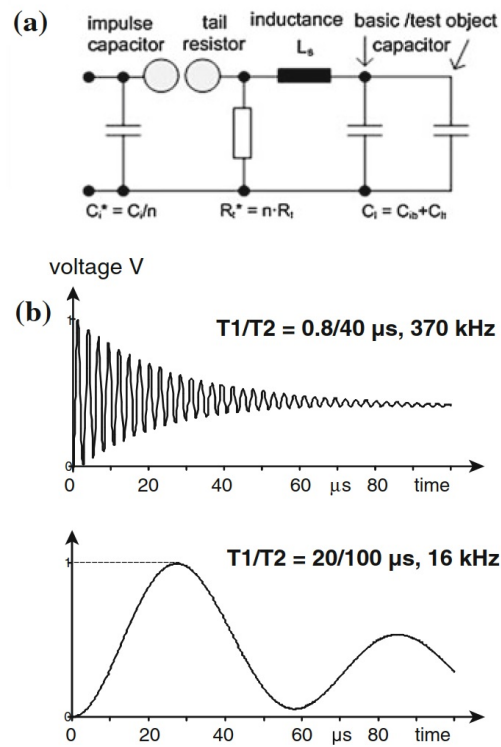 (a)
impulse capacitor
tail resistor
inductance
Ls
basic /test object capacitor
Ci* = Ci/n
Rt* = n·Rt
Cl = Cib+Ctt
voltage V
(b)
1
T1/T2 = 0.8/40 µs, 370 kHz
0
0 20 40 60 µs 80 time
1
T1/T2 = 20/100 µs, 16 kHz
0
0 20 40 60 µs 80 time